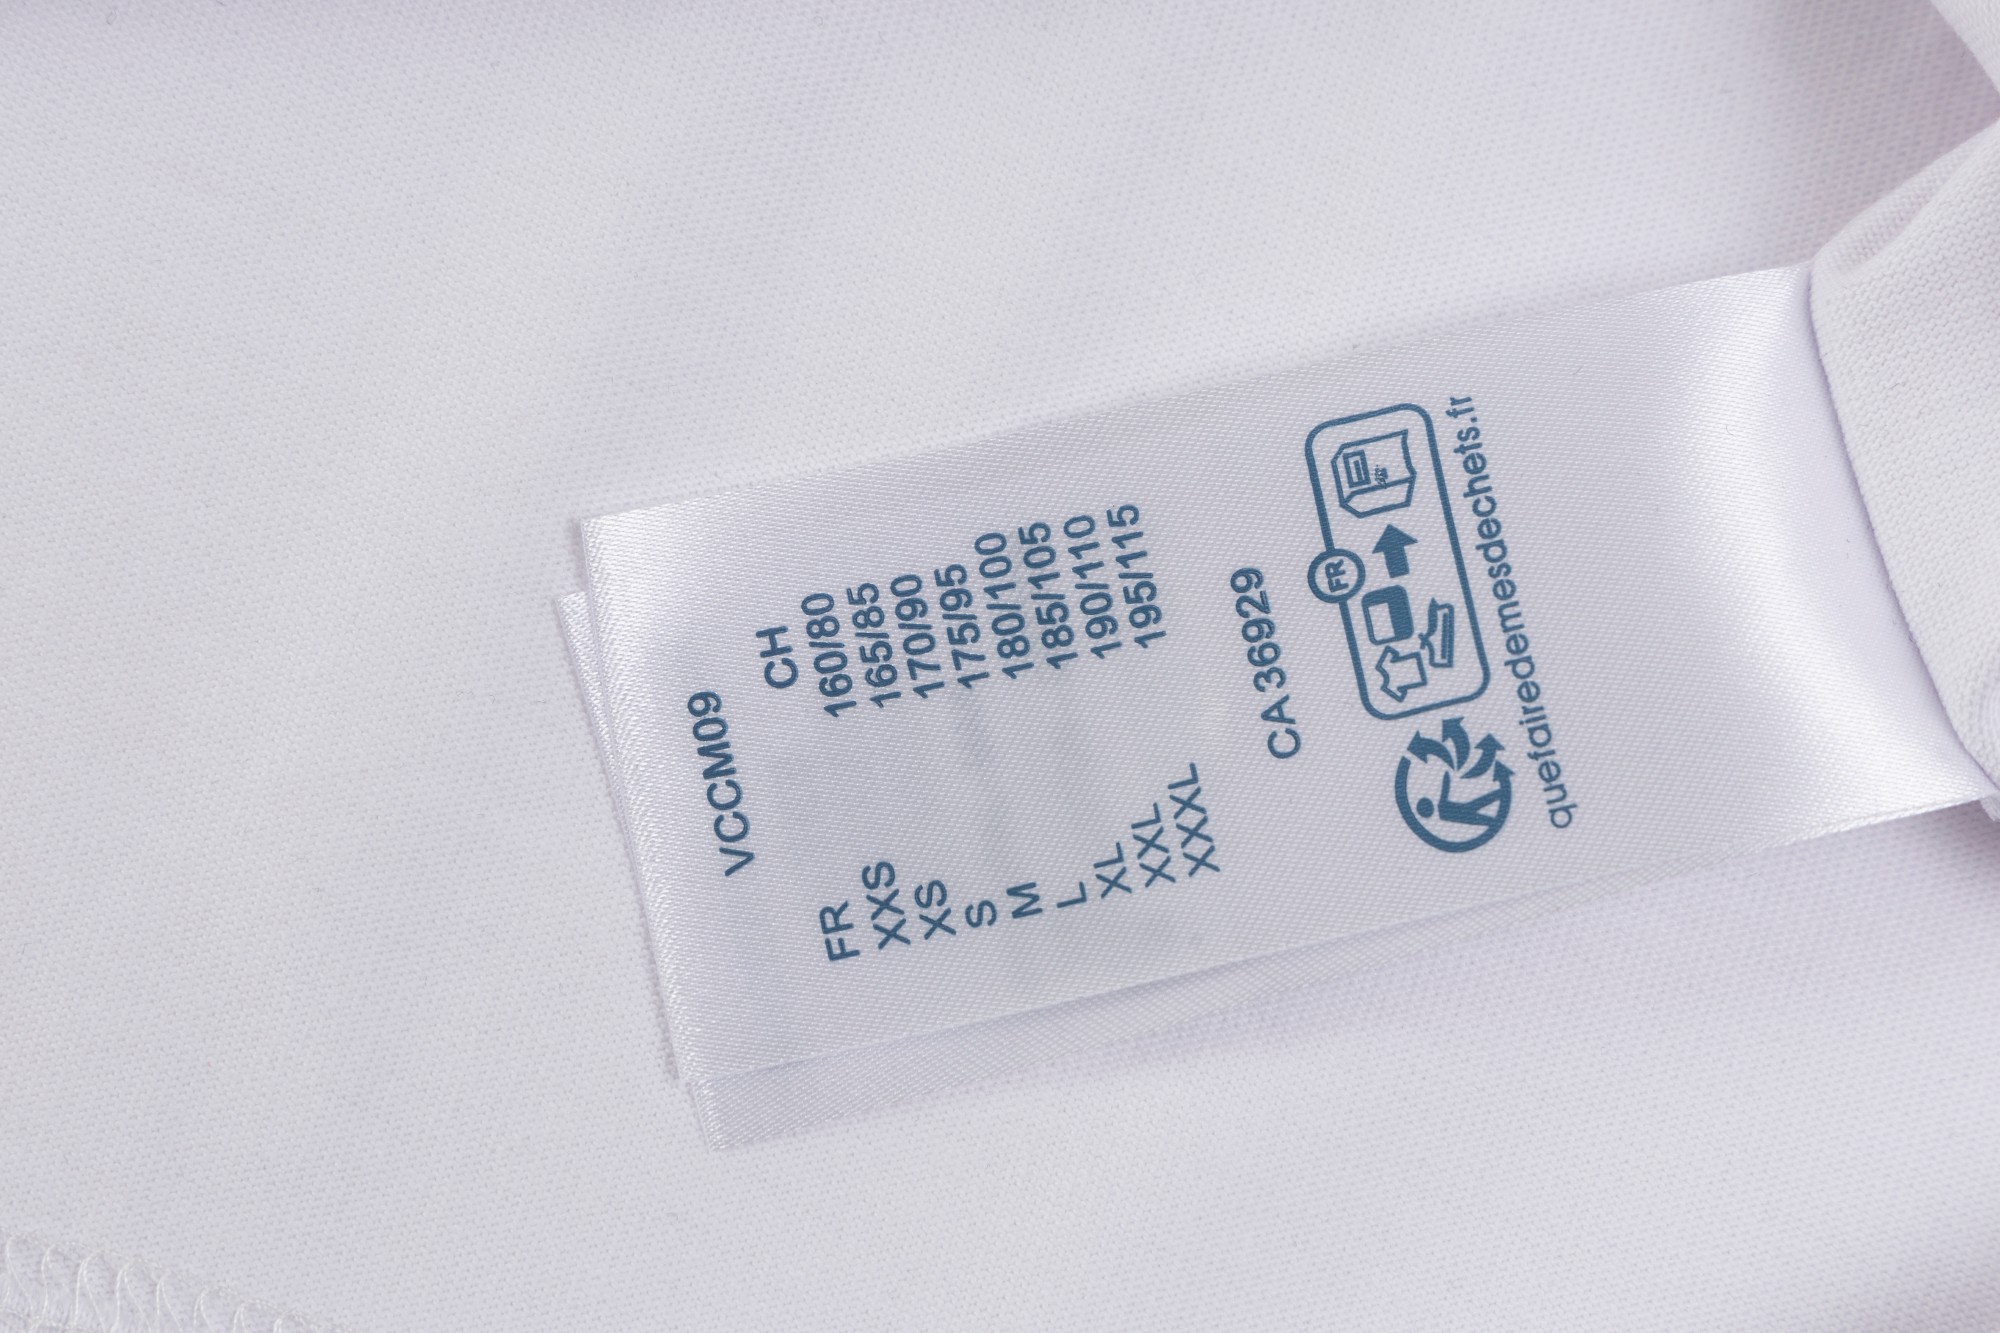 VCCM09
FR CH
XXS 160/80
XS 165/85
S 170/90
M 175/95
L 180/100
XL 185/105
XXL 190/110
XXXL 195/115
CA 36929
FR
quefairedemesdechets.fr